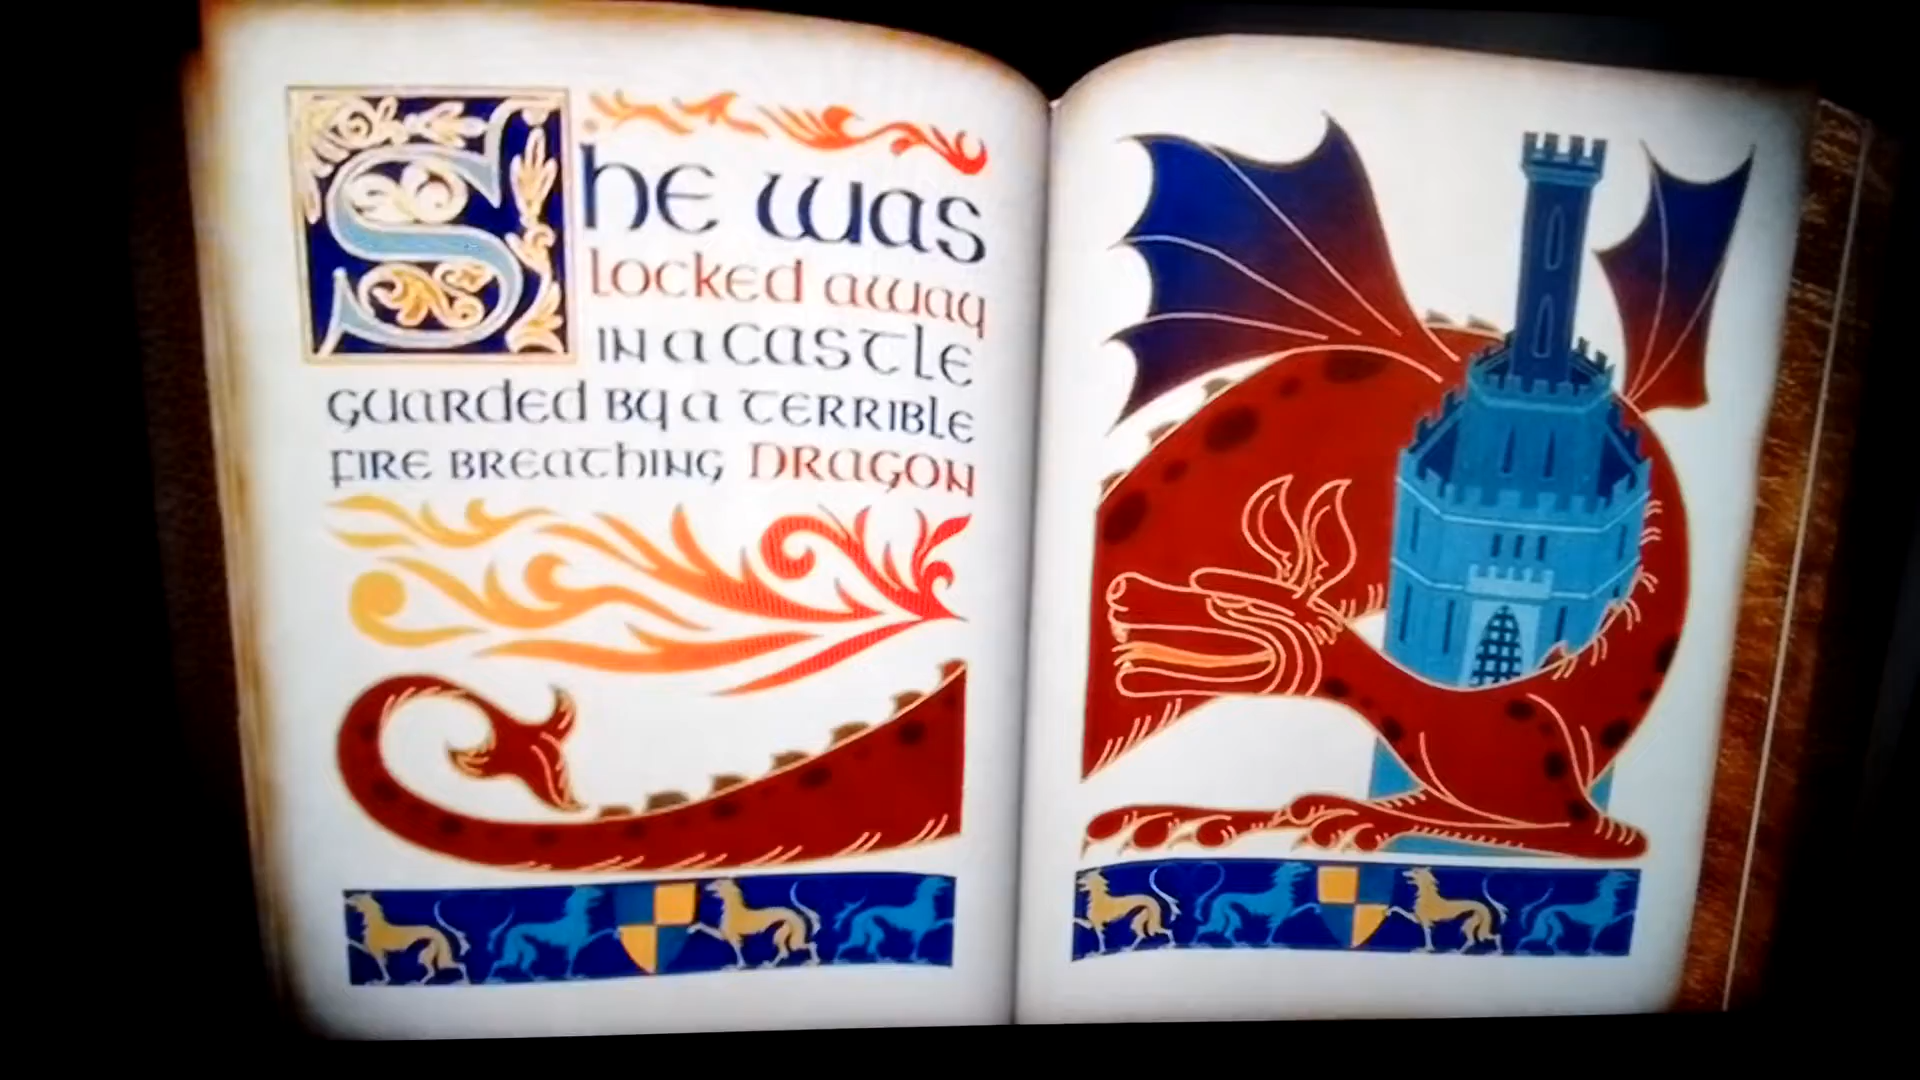 She was
locked away
in a castle
guarded by a terrible
fire breathing dragon